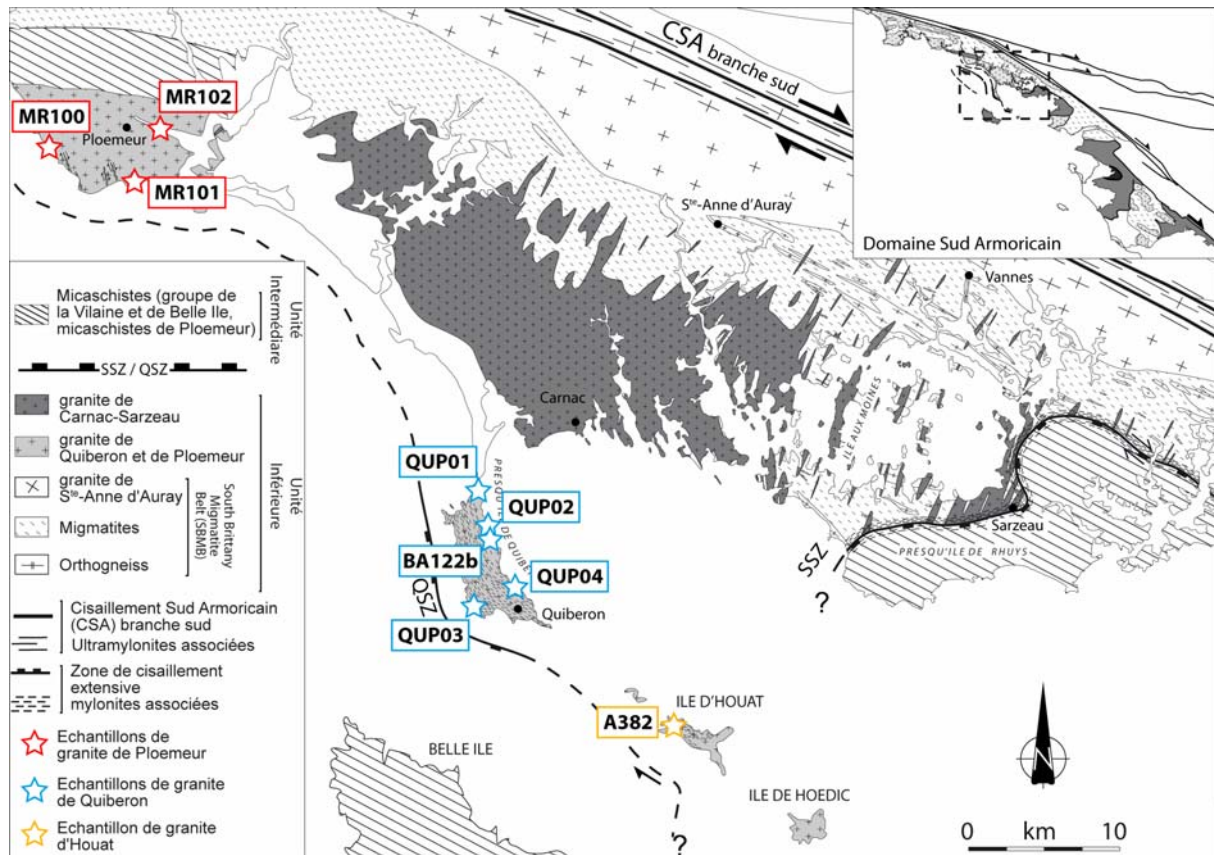 CSA branche sud
MR102
MR100
Ploemeur
MR101
Ste-Anne d'Auray
Domaine Sud Armoricain
Vannes
Micaschistes (groupe de
la Vilaine et de Belle Ile,
micaschistes de Ploemeur)
Unité
Intermédiare
SSZ / QSZ
granite de
Carnac-Sarzeau
granite de
Quiberon et de Ploemeur
granite de
Ste-Anne d'Auray
Migmatites
Orthogneiss
South Brittany
Migmatite
Belt (SBMB)
Unité
Inférieure
Cisaillement Sud Armoricain
(CSA) branche sud
Ultramylonites associées
Zone de cisaillement
extensive
mylonites associées
Echantillons de
granite de Ploemeur
Echantillons de granite
de Quiberon
Echantillon de granite
d'Houat
Carnac
ILE AUX MOINES
QUP01
PRESQU'ILE DE QUIBE
QUP02
BA122b
QUP04
QSZ
Quiberon
QUP03
Sarzeau
PRESQU'ILE DE RHUYS
SSZ
?
A382
ILE D'HOUAT
BELLE ILE
ILE DE HOEDIC
?
N
0 km 10